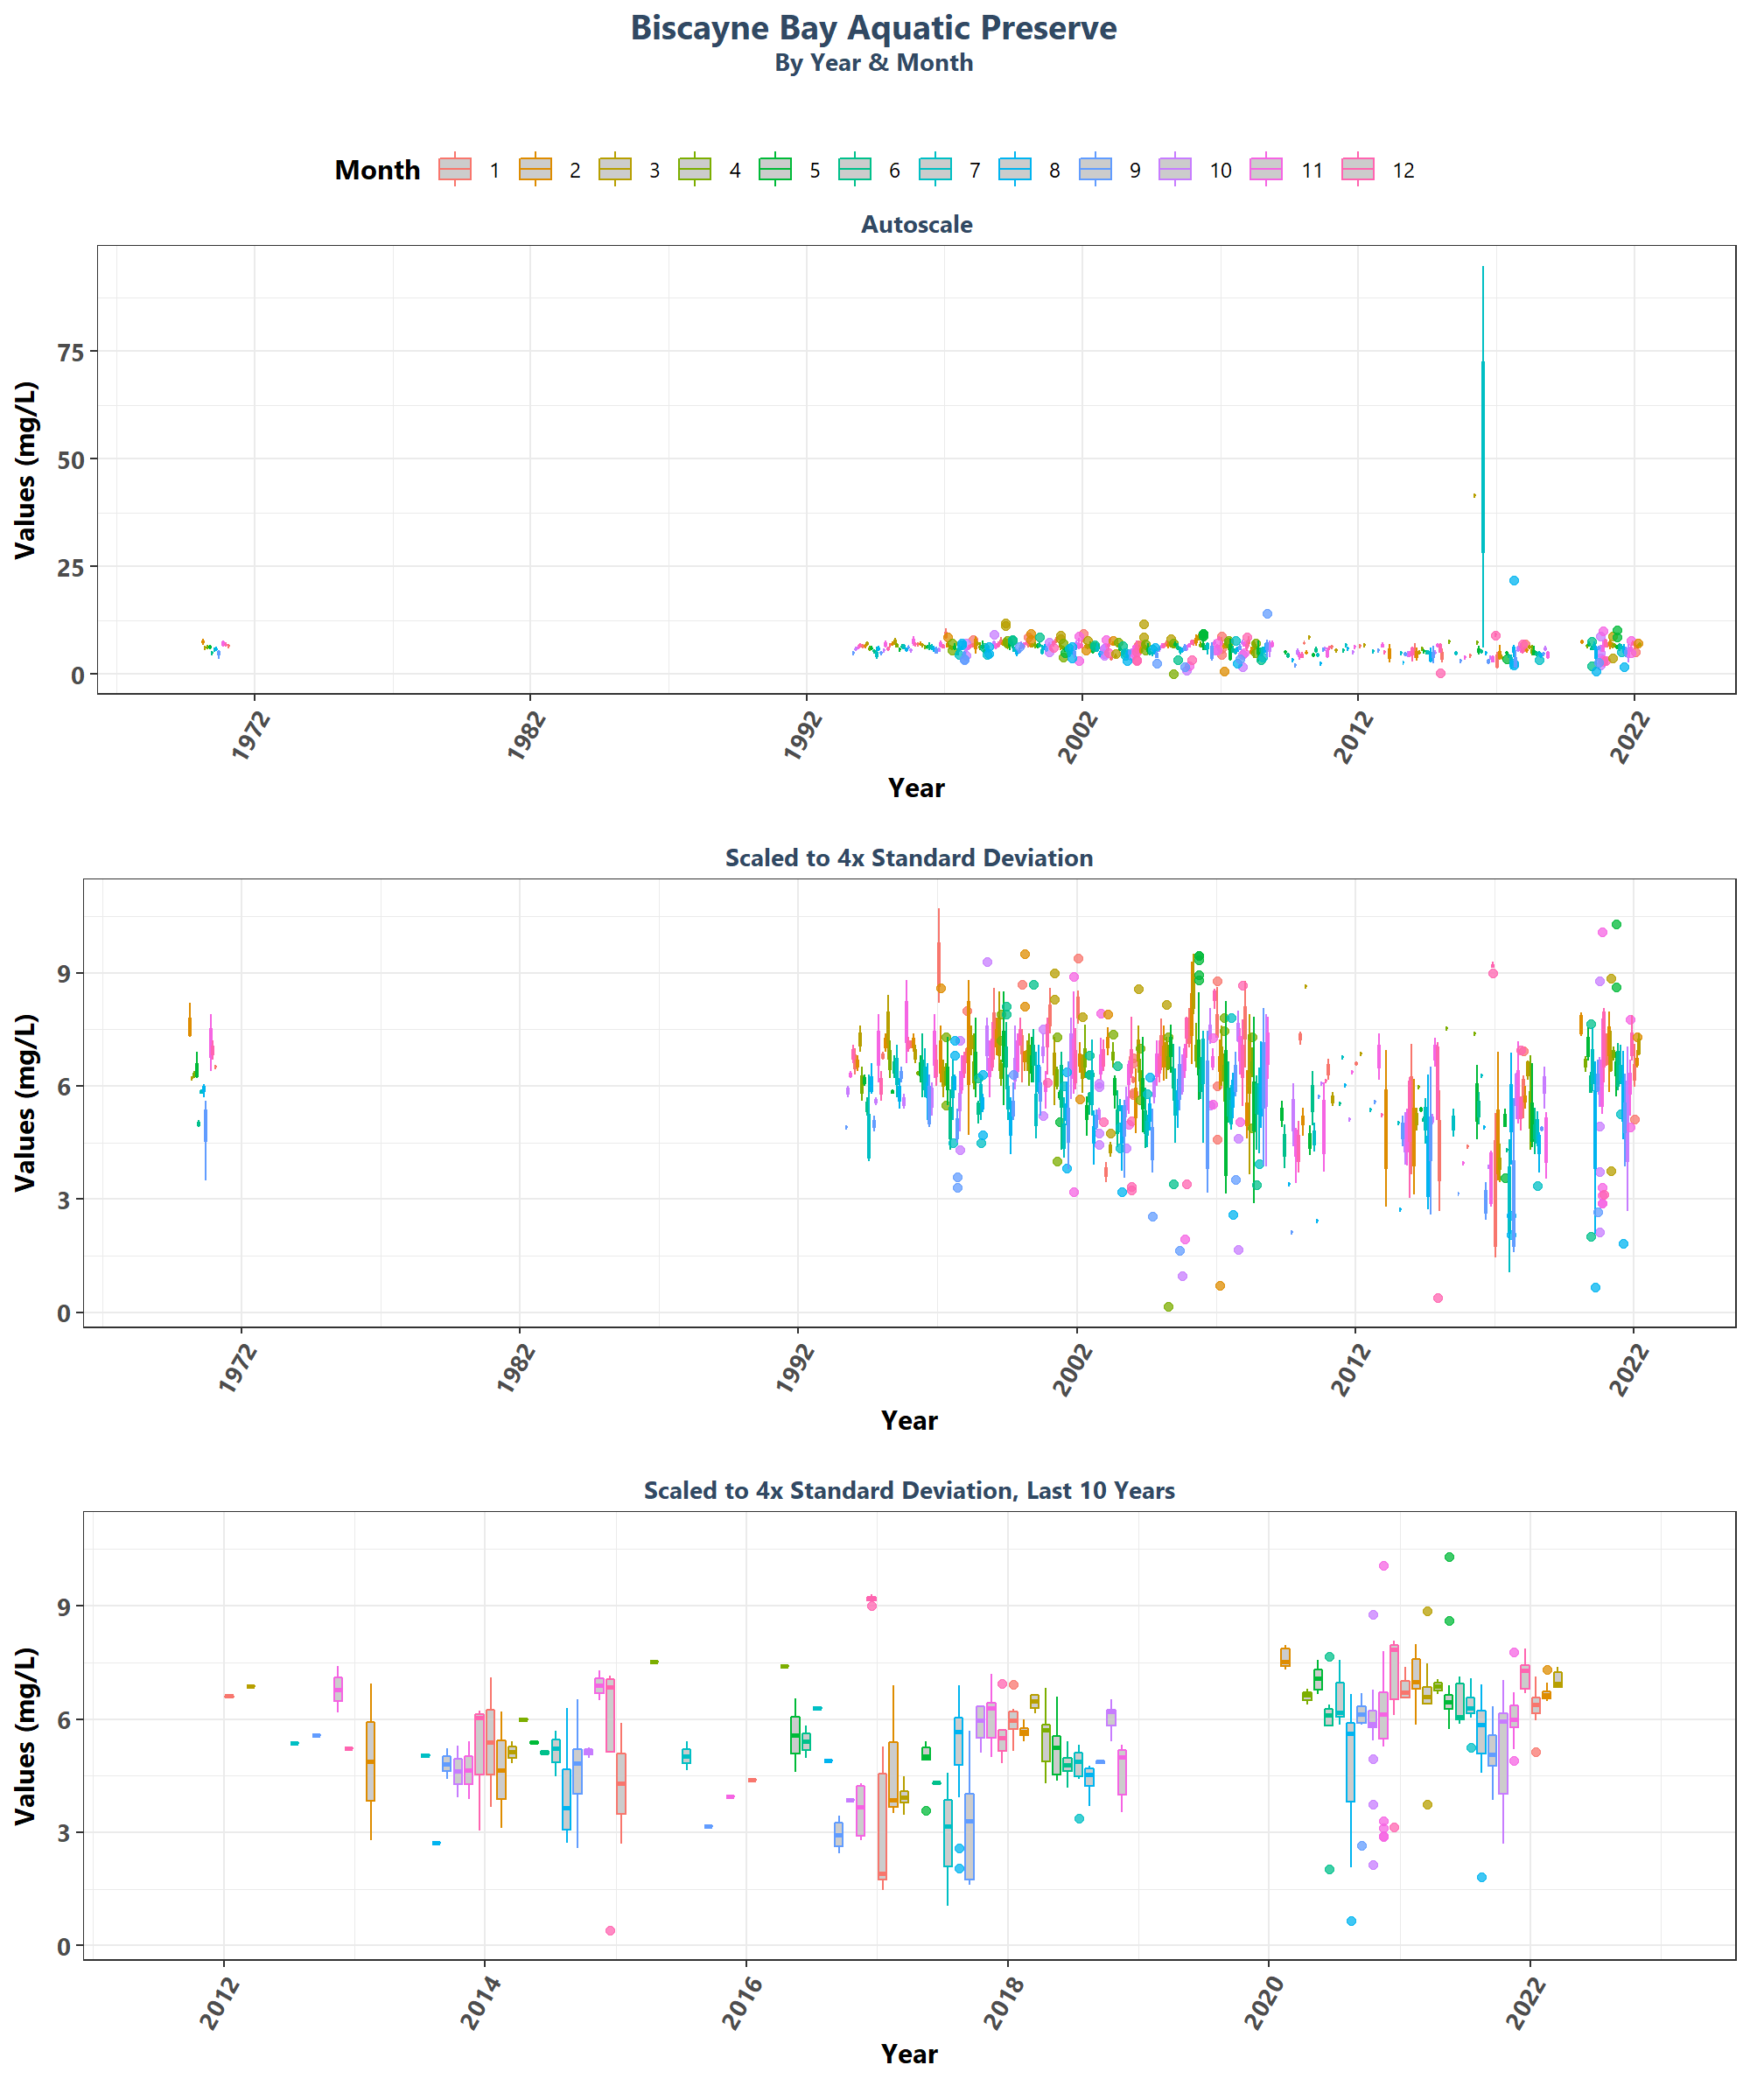 Biscayne Bay Aquatic Preserve
By Year & Month
Month 1 2 3 4 5 6 7 8 9 10 11 12
Autoscale
Values (mg/L)
75
50
25
0
1972 1982 1992 2002 2012 2022
Year
Scaled to 4x Standard Deviation
Values (mg/L)
9
6
3
0
1972 1982 1992 2002 2012 2022
Year
Scaled to 4x Standard Deviation, Last 10 Years
Values (mg/L)
9
6
3
0
2012 2014 2016 2018 2020 2022
Year